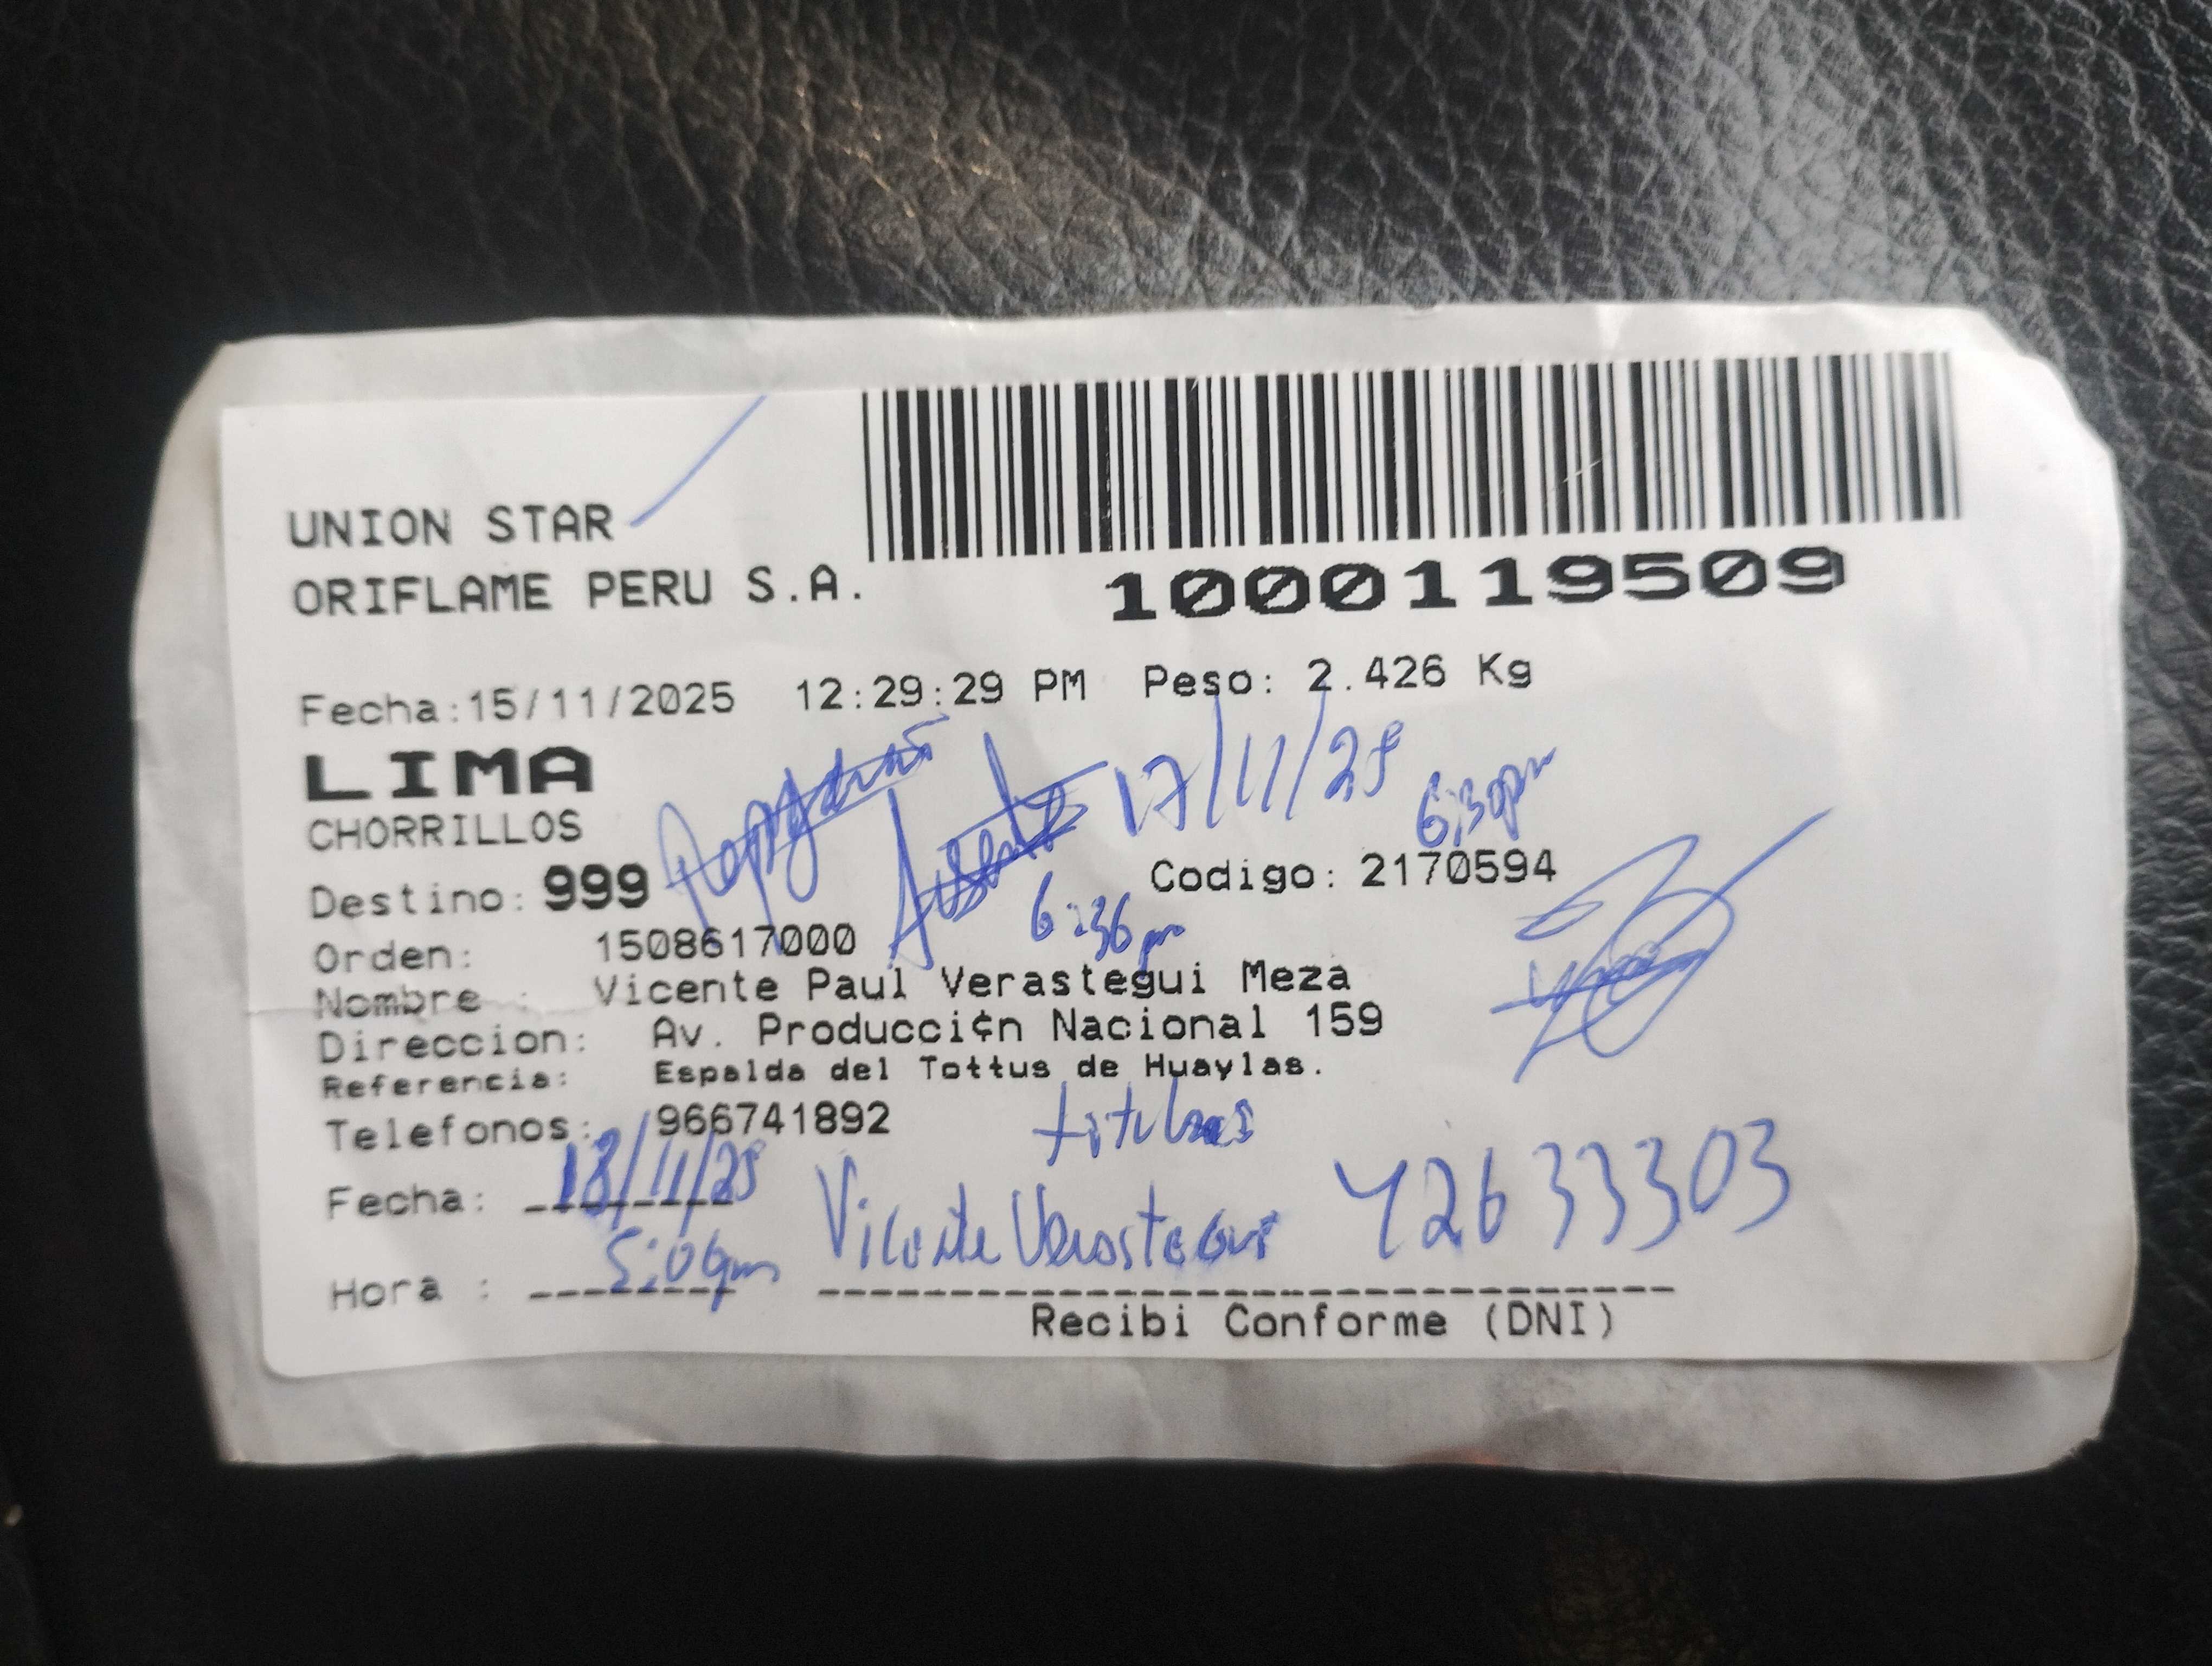 UNION STAR
ORIFLAME PERU S.A.
1000119509
Fecha:15/11/2025 12:29:29 PM Peso: 2.426 Kg
LIMA
17/11/25
6:30pm
CHORRILLOS
Destino: 999
Codigo: 2170594
6:36 pm
Orden: 1508617000
Nombre : Vicente Paul Verastegui Meza
Direccion: Av. Producci¢n Nacional 159
Referencia: Espalda del Tottus de Huaylas.
Telefonos: 966741892
Fecha: 18/11/25
Vicente Verastegui 42633303
Hora : 5:06pm
Recibi Conforme (DNI)